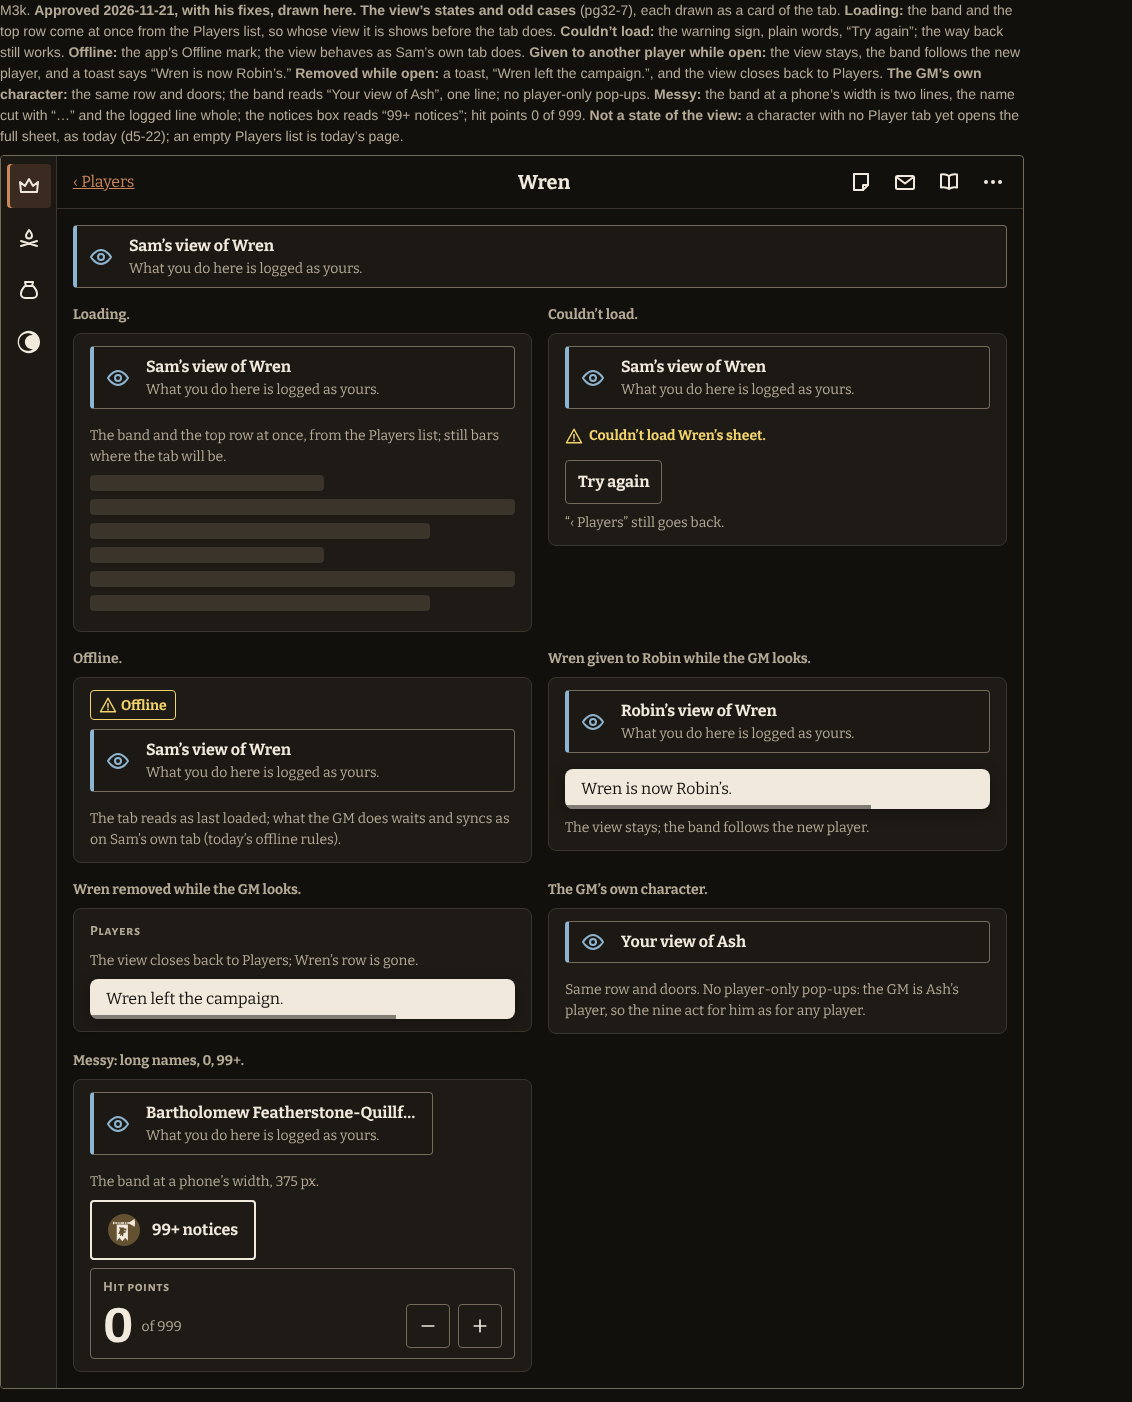 M3k. Approved 2026-11-21, with his fixes, drawn here. The view’s states and odd cases (pg32-7), each drawn as a card of the tab. Loading: the band and the
top row come at once from the Players list, so whose view it is shows before the tab does. Couldn’t load: the warning sign, plain words, “Try again”; the way back
still works. Offline: the app’s Offline mark; the view behaves as Sam’s own tab does. Given to another player while open: the view stays, the band follows the new
player, and a toast says “Wren is now Robin’s.” Removed while open: a toast, “Wren left the campaign.”, and the view closes back to Players. The GM’s own
character: the same row and doors; the band reads “Your view of Ash”, one line; no player-only pop-ups. Messy: the band at a phone’s width is two lines, the name
cut with “…” and the logged line whole; the notices box reads “99+ notices”; hit points 0 of 999. Not a state of the view: a character with no Player tab yet opens the
full sheet, as today (d5-22); an empty Players list is today’s page.
‹ Players
Wren
Sam’s view of Wren
What you do here is logged as yours.
Loading.
Sam’s view of Wren
What you do here is logged as yours.
The band and the top row at once, from the Players list; still bars
where the tab will be.
Couldn’t load.
Sam’s view of Wren
What you do here is logged as yours.
Couldn’t load Wren’s sheet.
Try again
“‹ Players” still goes back.
Offline.
Offline
Sam’s view of Wren
What you do here is logged as yours.
The tab reads as last loaded; what the GM does waits and syncs as
on Sam’s own tab (today’s offline rules).
Wren given to Robin while the GM looks.
Robin’s view of Wren
What you do here is logged as yours.
Wren is now Robin’s.
The view stays; the band follows the new player.
Wren removed while the GM looks.
Players
The view closes back to Players; Wren’s row is gone.
Wren left the campaign.
The GM’s own character.
Your view of Ash
Same row and doors. No player-only pop-ups: the GM is Ash’s
player, so the nine act for him as for any player.
Messy: long names, 0, 99+.
Bartholomew Featherstone-Quillf…
What you do here is logged as yours.
The band at a phone’s width, 375 px.
99+ notices
Hit points
0 of 999